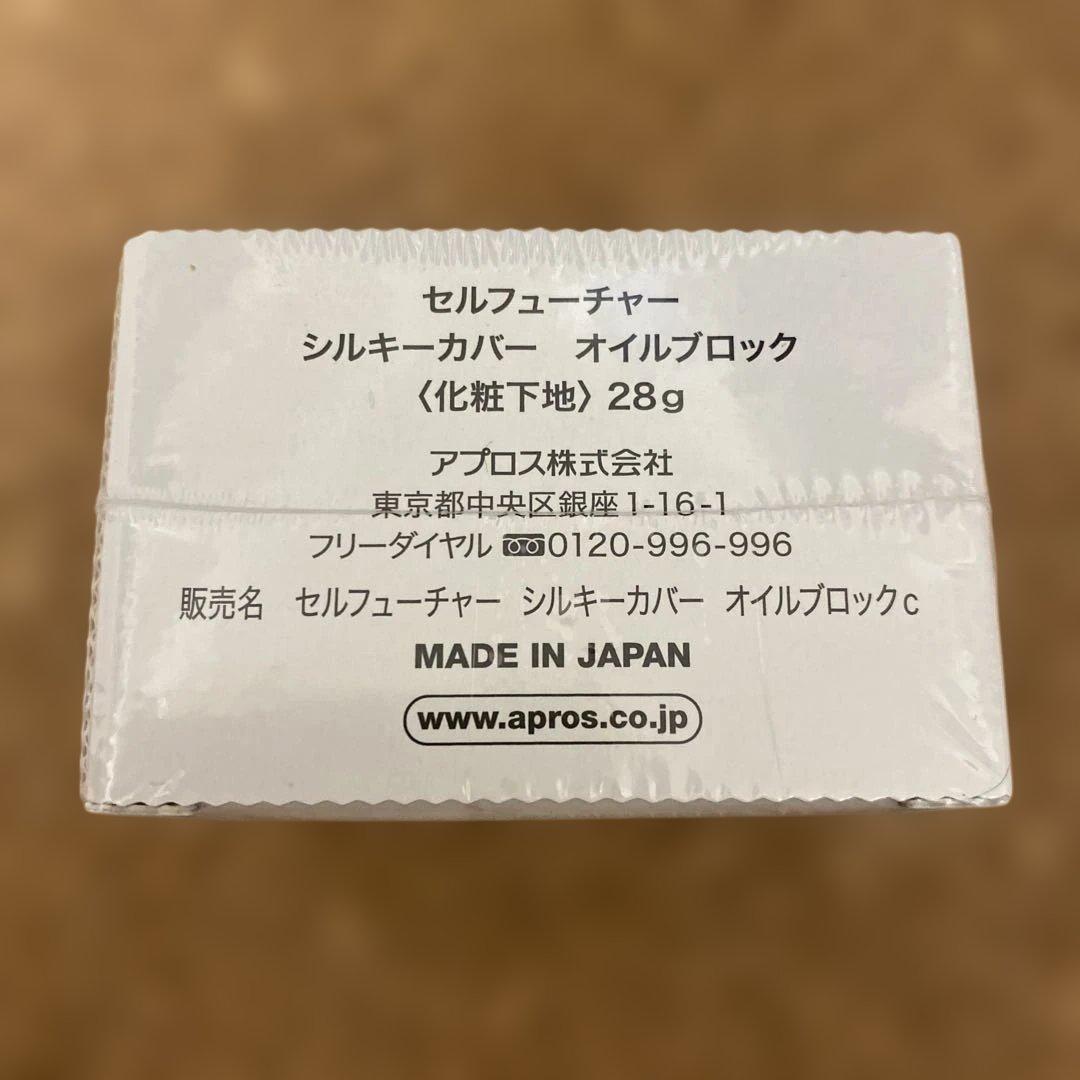 セルフューチャー
シルキーカバー　オイルブロック
〈化粧下地〉28g
アプロス株式会社
東京都中央区銀座1-16-1
フリーダイヤル 0120-996-996
販売名　セルフューチャー　シルキーカバー　オイルブロックc
MADE IN JAPAN
www.apros.co.jp